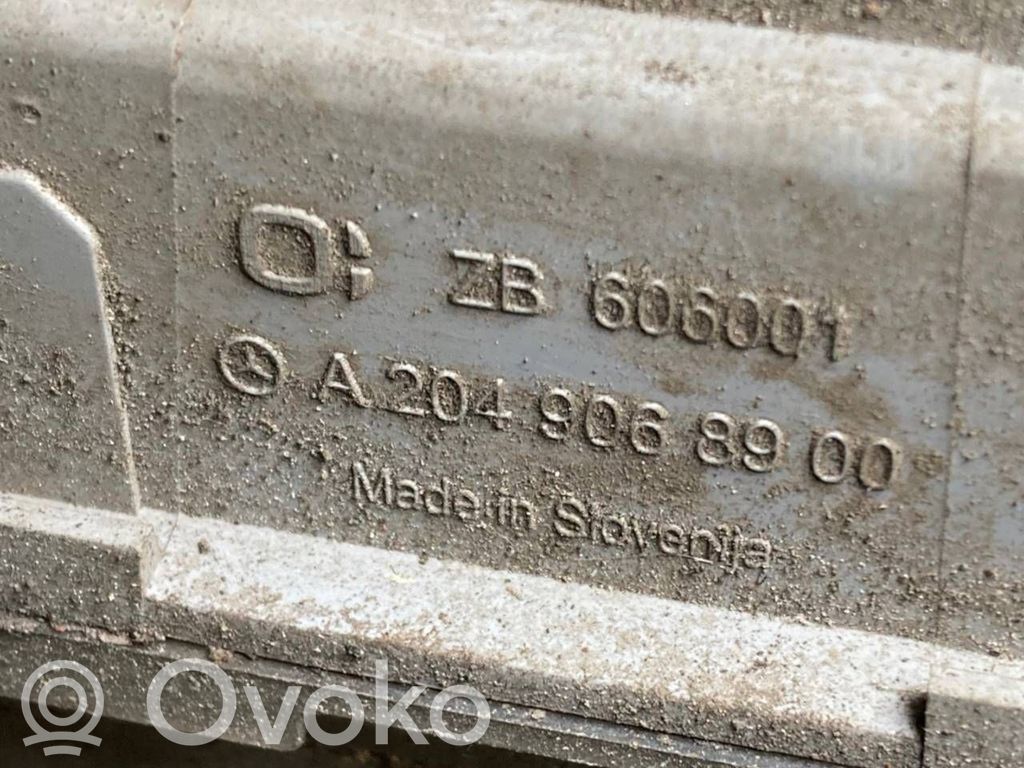 ZB 606001
A 204 906 89 00
Made in Slovenija
Ovoko